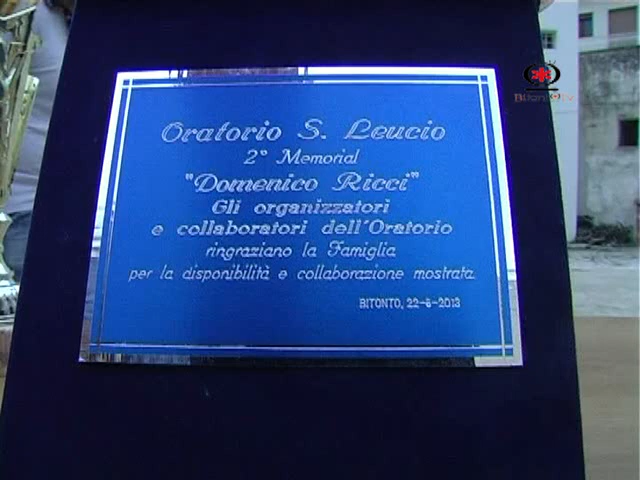 Oratorio S. Leucio
2° Memorial
"Domenico Ricci"
Gli organizzatori
e collaboratori dell'Oratorio
ringraziano la Famiglia
per la disponibilità e collaborazione mostrata.
BITONTO, 22-6-2013